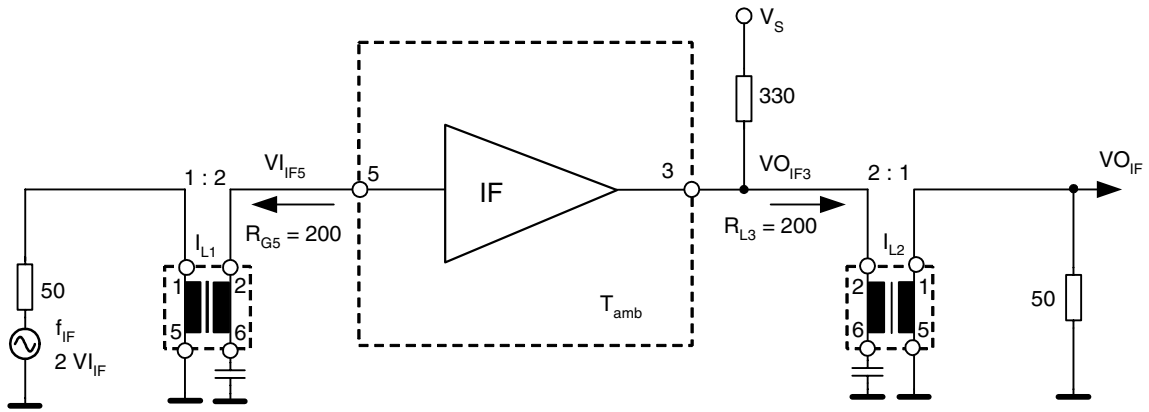 V_S
330
1 : 2
VI_IF5
5
IF
3
VO_IF3
2 : 1
VO_IF
R_G5 = 200
R_L3 = 200
I_L1
I_L2
50
1
2
5
6
T_amb
2
1
6
5
50
f_IF
2 VI_IF